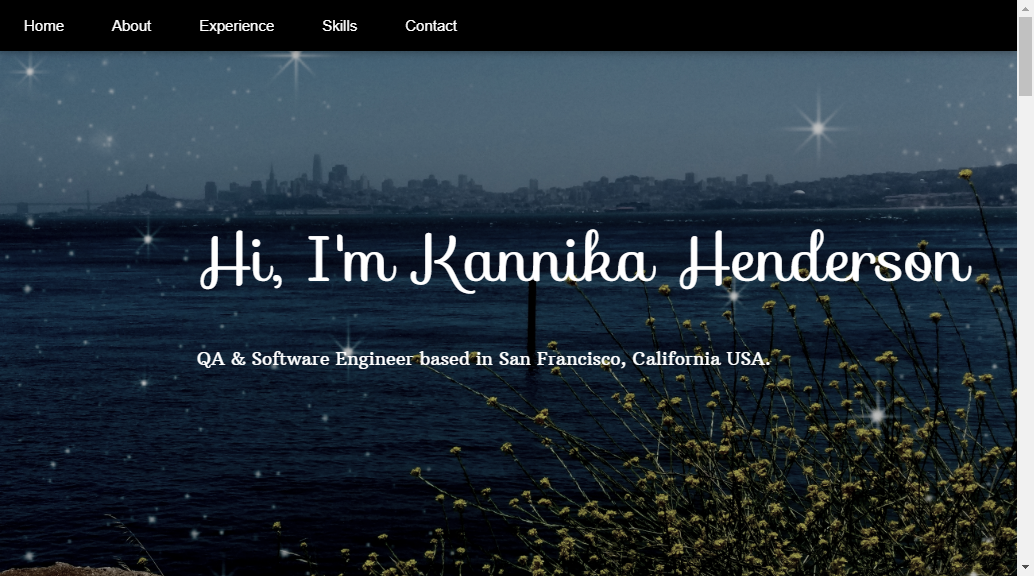 Home About Experience Skills Contact
Hi, I'm Kannika Henderson
QA & Software Engineer based in San Francisco, California USA.